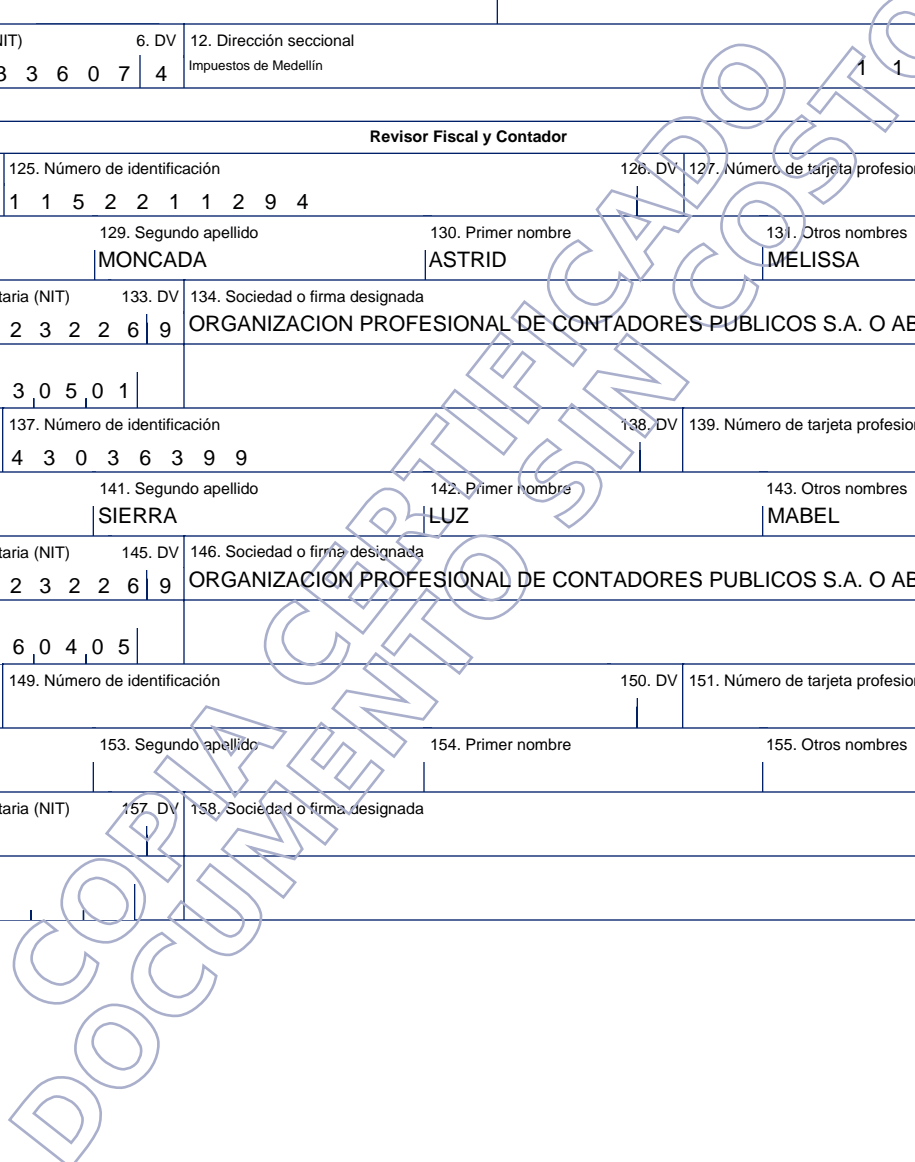 NIT) 6. DV 12. Dirección seccional
3 3 6 0 7 4 Impuestos de Medellín 1 1
Revisor Fiscal y Contador
125. Número de identificación 126. DV 127. Número de tarjeta profesion
1 1 5 2 2 1 1 2 9 4
129. Segundo apellido 130. Primer nombre 131. Otros nombres
MONCADA ASTRID MELISSA
taria (NIT) 133. DV 134. Sociedad o firma designada
2 3 2 2 6 9 ORGANIZACION PROFESIONAL DE CONTADORES PUBLICOS S.A. O AB
3 0 5 0 1
137. Número de identificación 138. DV 139. Número de tarjeta profesion
4 3 0 3 6 3 9 9
141. Segundo apellido 142. Primer nombre 143. Otros nombres
SIERRA LUZ MABEL
taria (NIT) 145. DV 146. Sociedad o firma designada
2 3 2 2 6 9 ORGANIZACION PROFESIONAL DE CONTADORES PUBLICOS S.A. O AB
6 0 4 0 5
149. Número de identificación 150. DV 151. Número de tarjeta profesion
153. Segundo apellido 154. Primer nombre 155. Otros nombres
taria (NIT) 157. DV 158. Sociedad o firma designada
COPIA CERTIFICADO
DOCUMENTO SIN COSTO